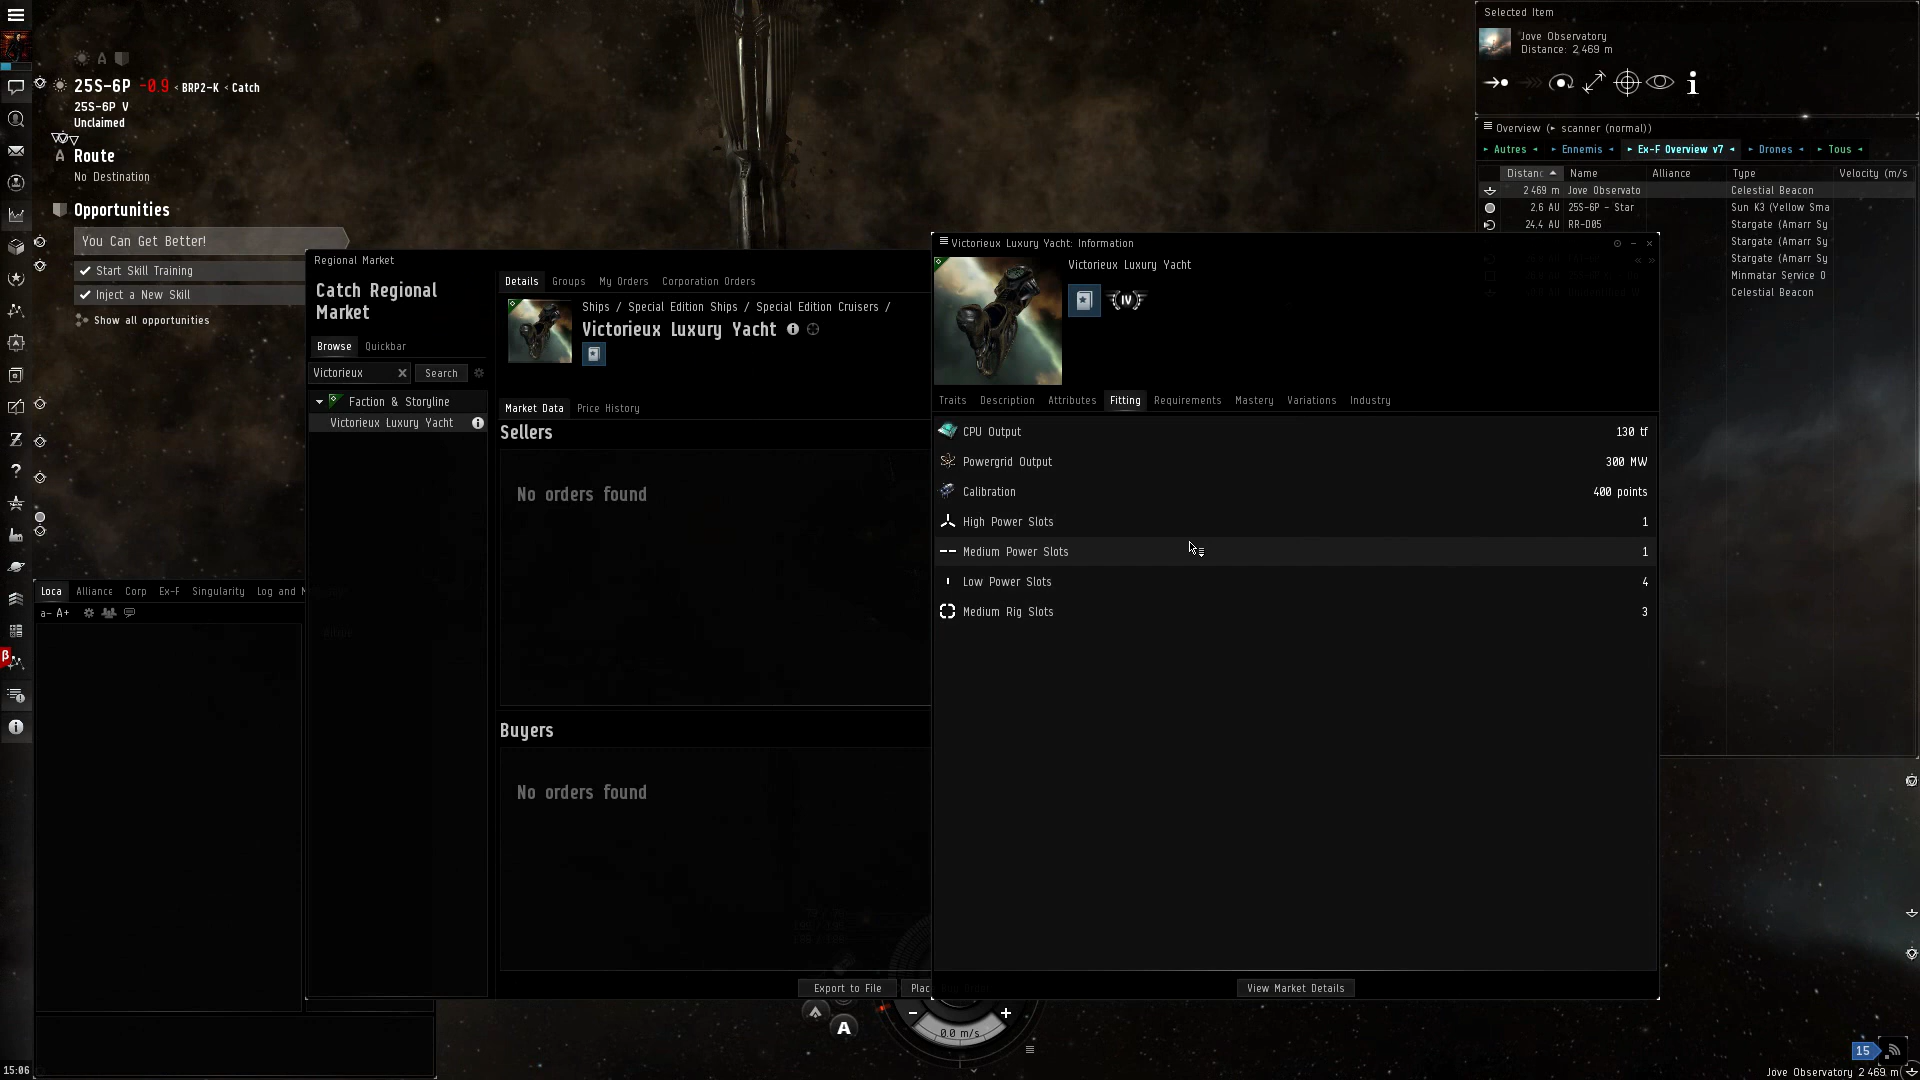 25S-6P -0.9 < BRP2-K < Catch
25S-6P V
Unclaimed
Route
No Destination
Opportunities
You Can Get Better!
Start Skill Training
Inject a New Skill
Show all opportunities
Loca Alliance Corp Ex-F Singularity Log and M
a- A+
β
15:06
Regional Market
Catch Regional
Market
Browse Quickbar
Victorieux
Search
Faction & Storyline
Victorieux Luxury Yacht
Details Groups My Orders Corporation Orders
Ships / Special Edition Ships / Special Edition Cruisers /
Victorieux Luxury Yacht
Market Data Price History
Sellers
No orders found
Buyers
No orders found
Export to File Plac
A
0.0 m/s
Victorieux Luxury Yacht: Information
Victorieux Luxury Yacht
IV
Traits Description Attributes Fitting Requirements Mastery Variations Industry
CPU Output 130 tf
Powergrid Output 300 MW
Calibration 400 points
High Power Slots 1
Medium Power Slots 1
Low Power Slots 4
Medium Rig Slots 3
View Market Details
Selected Item
Jove Observatory
Distance: 2,469 m
Overview (▸ scanner (normal))
Autres Ennemis Ex-F Overview v7 Drones Tous
Distanc Name Alliance Type Velocity (m/s
2 469 m Jove Observato Celestial Beacon
2,6 AU 25S-6P - Star Sun K3 (Yellow Sma
24,4 AU RR-D05 Stargate (Amarr Sy
Stargate (Amarr Sy
Stargate (Amarr Sy
Minmatar Service O
Celestial Beacon
15
Jove Observatory 2 469 m